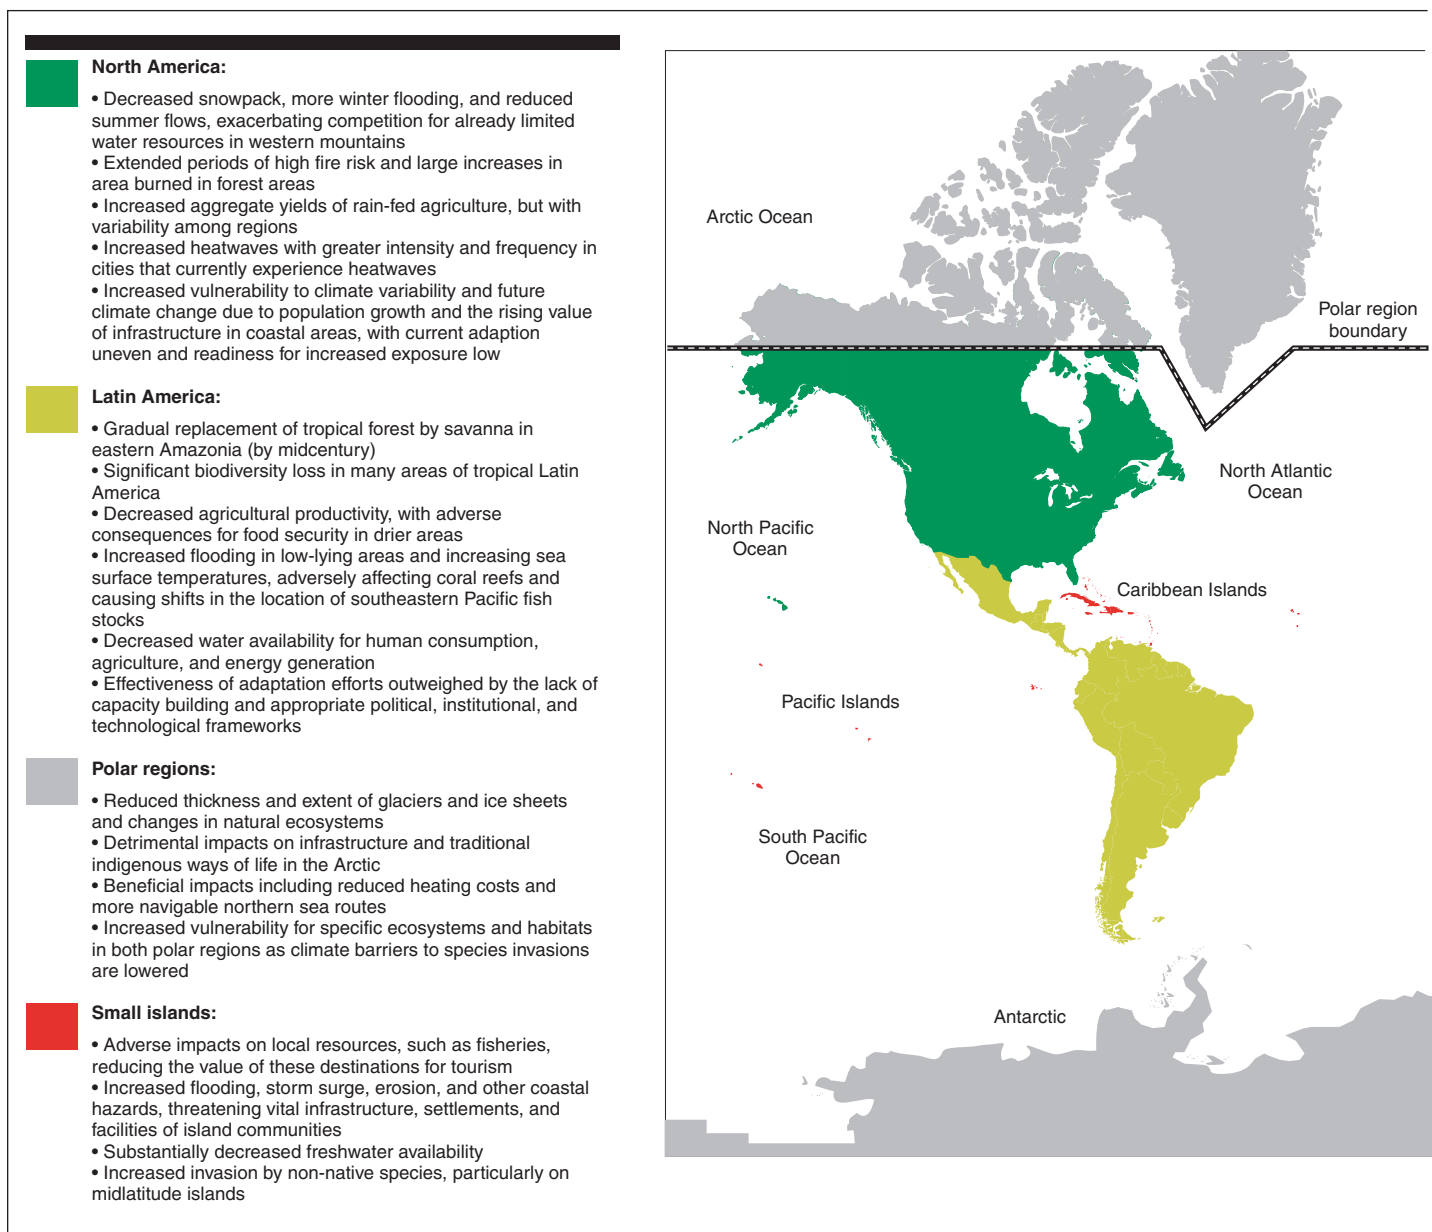 North America:
• Decreased snowpack, more winter flooding, and reduced
summer flows, exacerbating competition for already limited
water resources in western mountains
• Extended periods of high fire risk and large increases in
area burned in forest areas
• Increased aggregate yields of rain-fed agriculture, but with
variability among regions
• Increased heatwaves with greater intensity and frequency in
cities that currently experience heatwaves
• Increased vulnerability to climate variability and future
climate change due to population growth and the rising value
of infrastructure in coastal areas, with current adaption
uneven and readiness for increased exposure low
Latin America:
• Gradual replacement of tropical forest by savanna in
eastern Amazonia (by midcentury)
• Significant biodiversity loss in many areas of tropical Latin
America
• Decreased agricultural productivity, with adverse
consequences for food security in drier areas
• Increased flooding in low-lying areas and increasing sea
surface temperatures, adversely affecting coral reefs and
causing shifts in the location of southeastern Pacific fish
stocks
• Decreased water availability for human consumption,
agriculture, and energy generation
• Effectiveness of adaptation efforts outweighed by the lack of
capacity building and appropriate political, institutional, and
technological frameworks
Polar regions:
• Reduced thickness and extent of glaciers and ice sheets
and changes in natural ecosystems
• Detrimental impacts on infrastructure and traditional
indigenous ways of life in the Arctic
• Beneficial impacts including reduced heating costs and
more navigable northern sea routes
• Increased vulnerability for specific ecosystems and habitats
in both polar regions as climate barriers to species invasions
are lowered
Small islands:
• Adverse impacts on local resources, such as fisheries,
reducing the value of these destinations for tourism
• Increased flooding, storm surge, erosion, and other coastal
hazards, threatening vital infrastructure, settlements, and
facilities of island communities
• Substantially decreased freshwater availability
• Increased invasion by non-native species, particularly on
midlatitude islands
Arctic Ocean
Polar region
boundary
North Atlantic
Ocean
North Pacific
Ocean
Caribbean Islands
Pacific Islands
South Pacific
Ocean
Antarctic